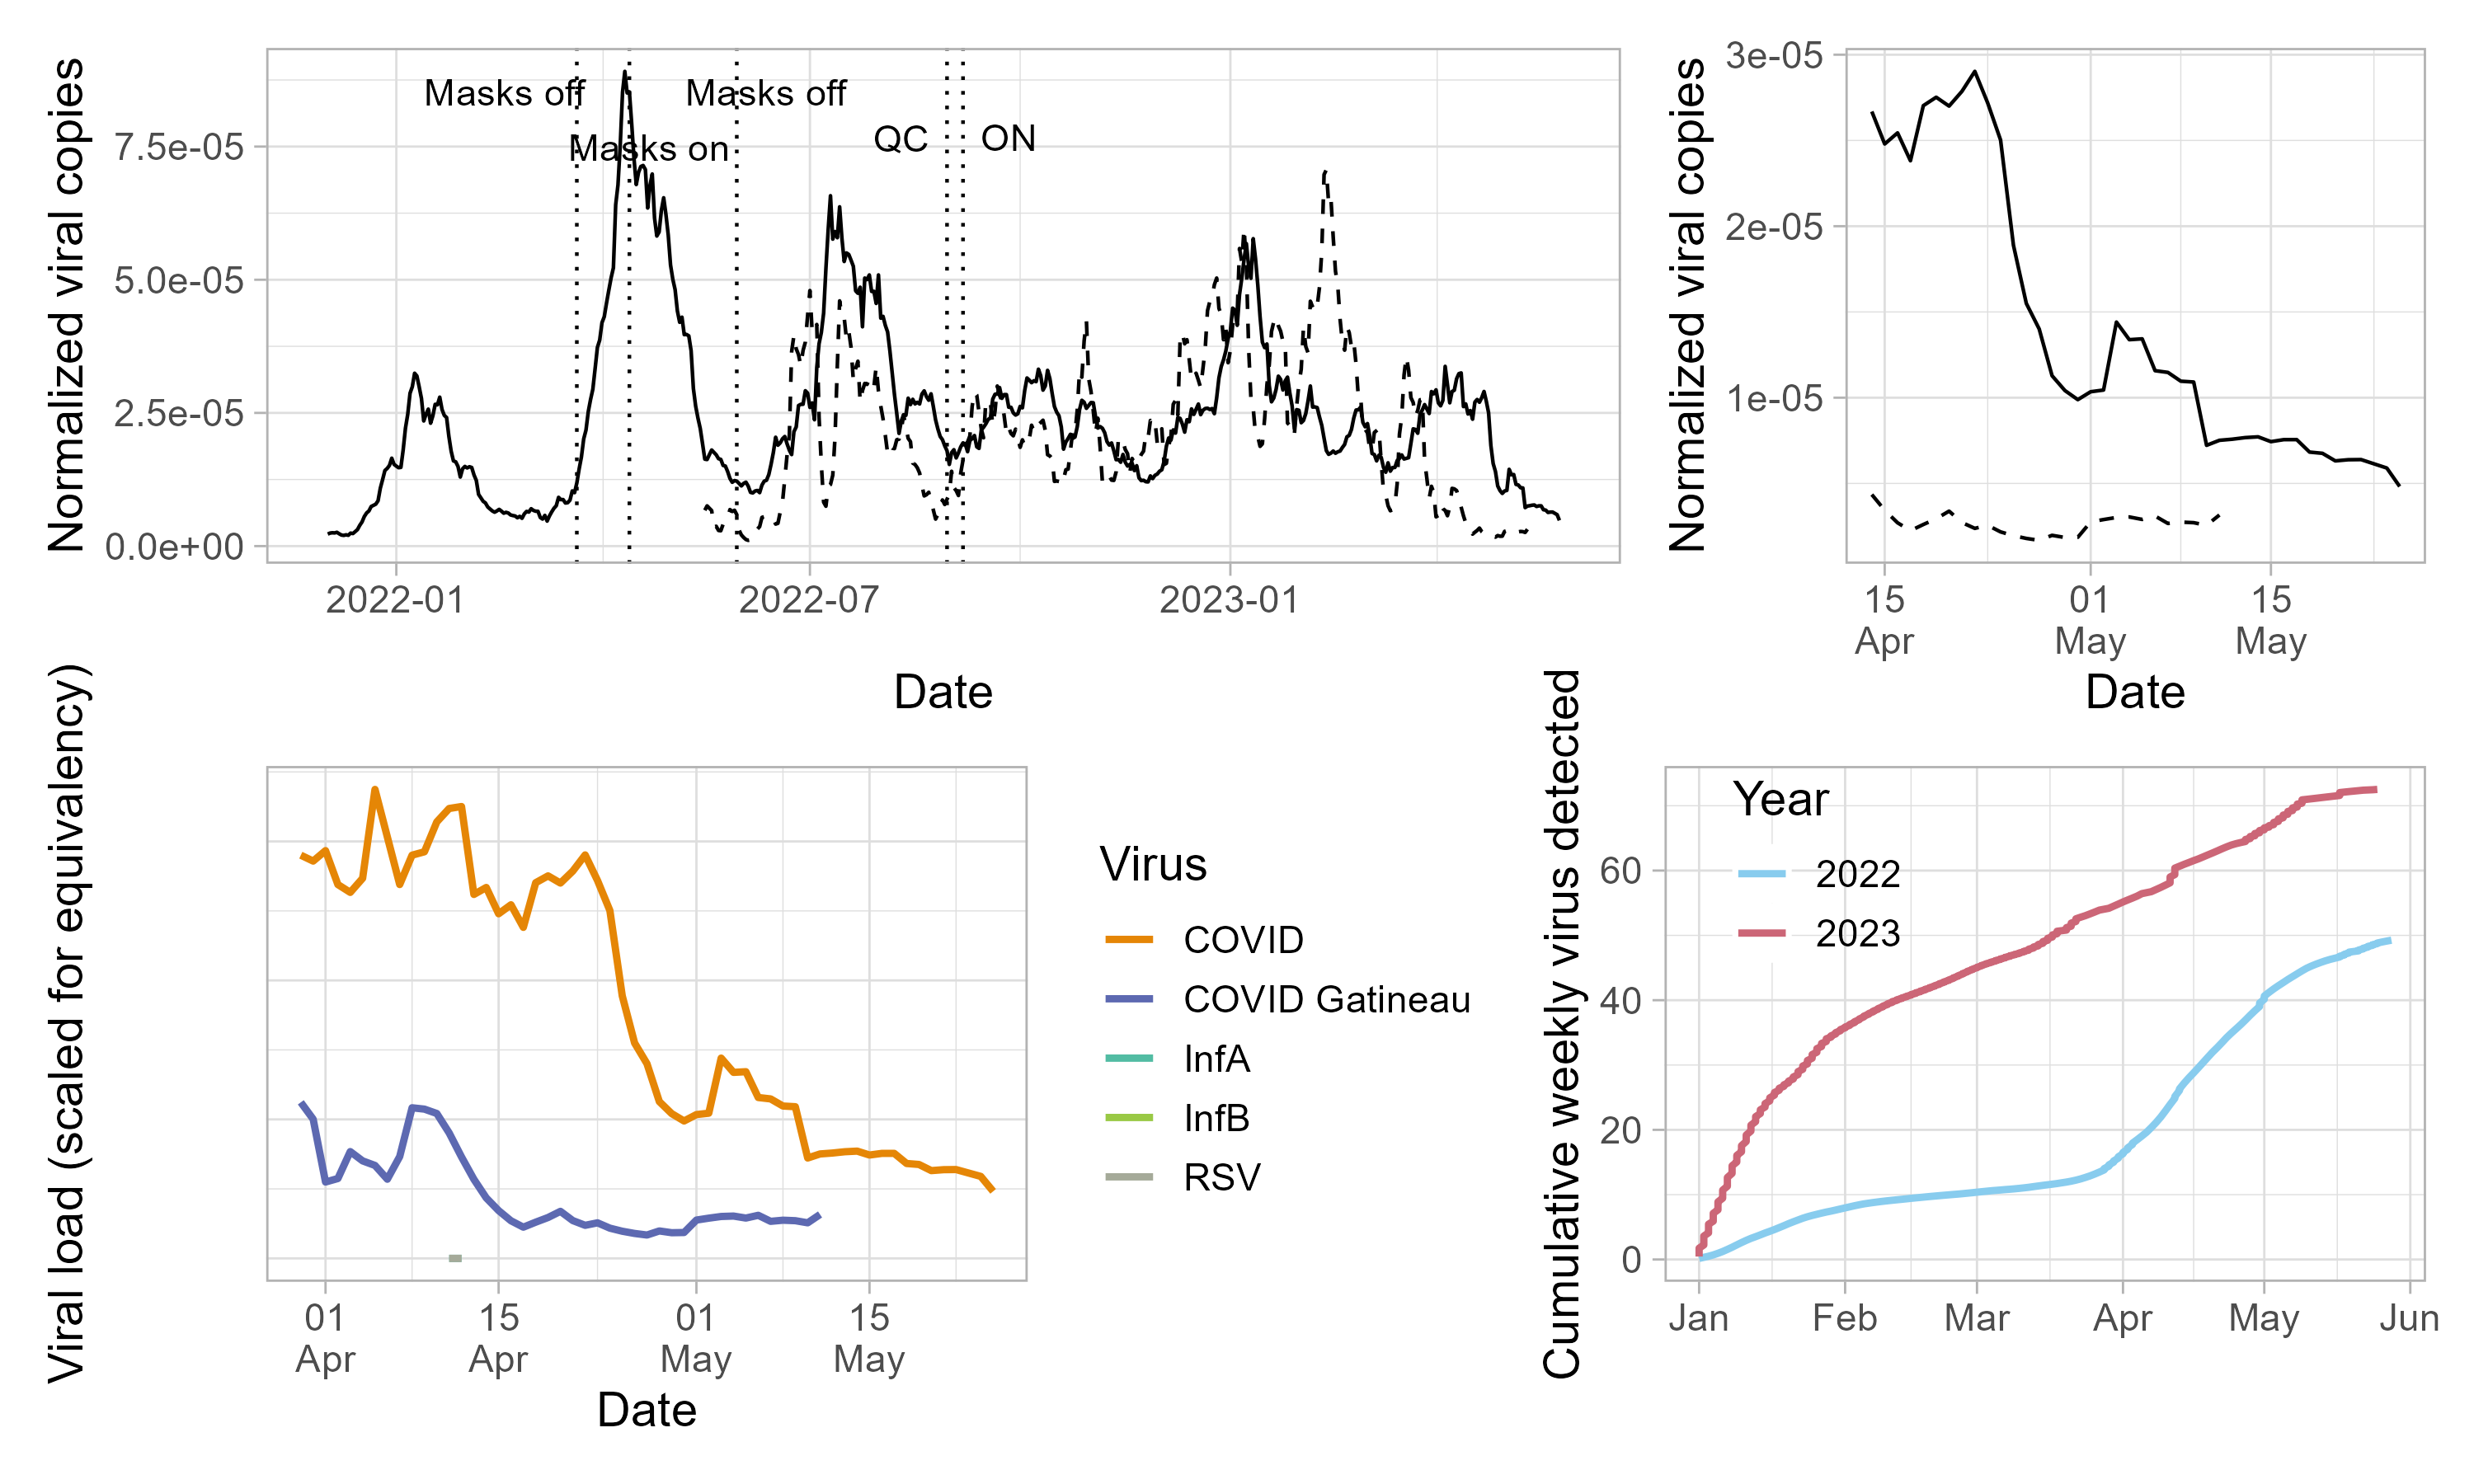 Normalized viral copies
7.5e-05
5.0e-05
2.5e-05
0.0e+00
Masks off
Masks on
Masks off
QC
ON
2022-01
2022-07
2023-01
Date
Normalized viral copies
3e-05
2e-05
1e-05
15
Apr
01
May
15
May
Date
Viral load (scaled for equivalency)
01
Apr
15
Apr
01
May
15
May
Date
Virus
COVID
COVID Gatineau
InfA
InfB
RSV
Cumulative weekly virus detected
60
40
20
0
Year
2022
2023
Jan
Feb
Mar
Apr
May
Jun